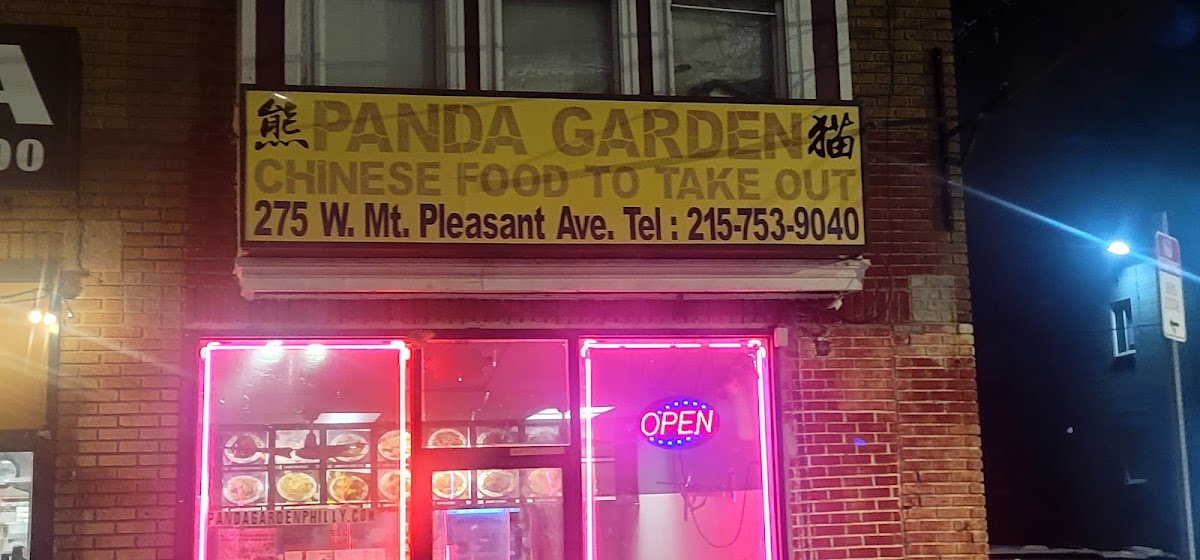 A
00
熊 PANDA GARDEN 猫
CHINESE FOOD TO TAKE OUT
275 W. Mt. Pleasant Ave. Tel : 215-753-9040
OPEN
PANDAGARDENPHILLY.COM